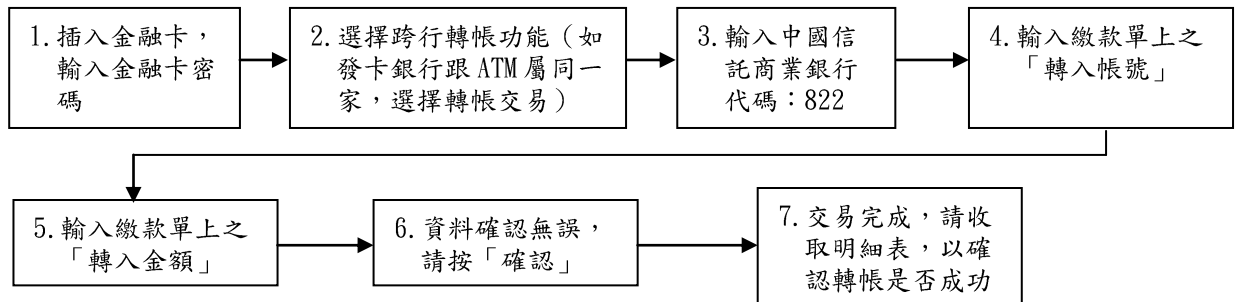 1.插入金融卡，
輸入金融卡密
碼
2.選擇跨行轉帳功能（如
發卡銀行跟 ATM 屬同一
家，選擇轉帳交易）
3.輸入中國信
託商業銀行
代碼：822
4.輸入繳款單上之
「轉入帳號」
5.輸入繳款單上之
「轉入金額」
6.資料確認無誤，
請按「確認」
7.交易完成，請收
取明細表，以確
認轉帳是否成功